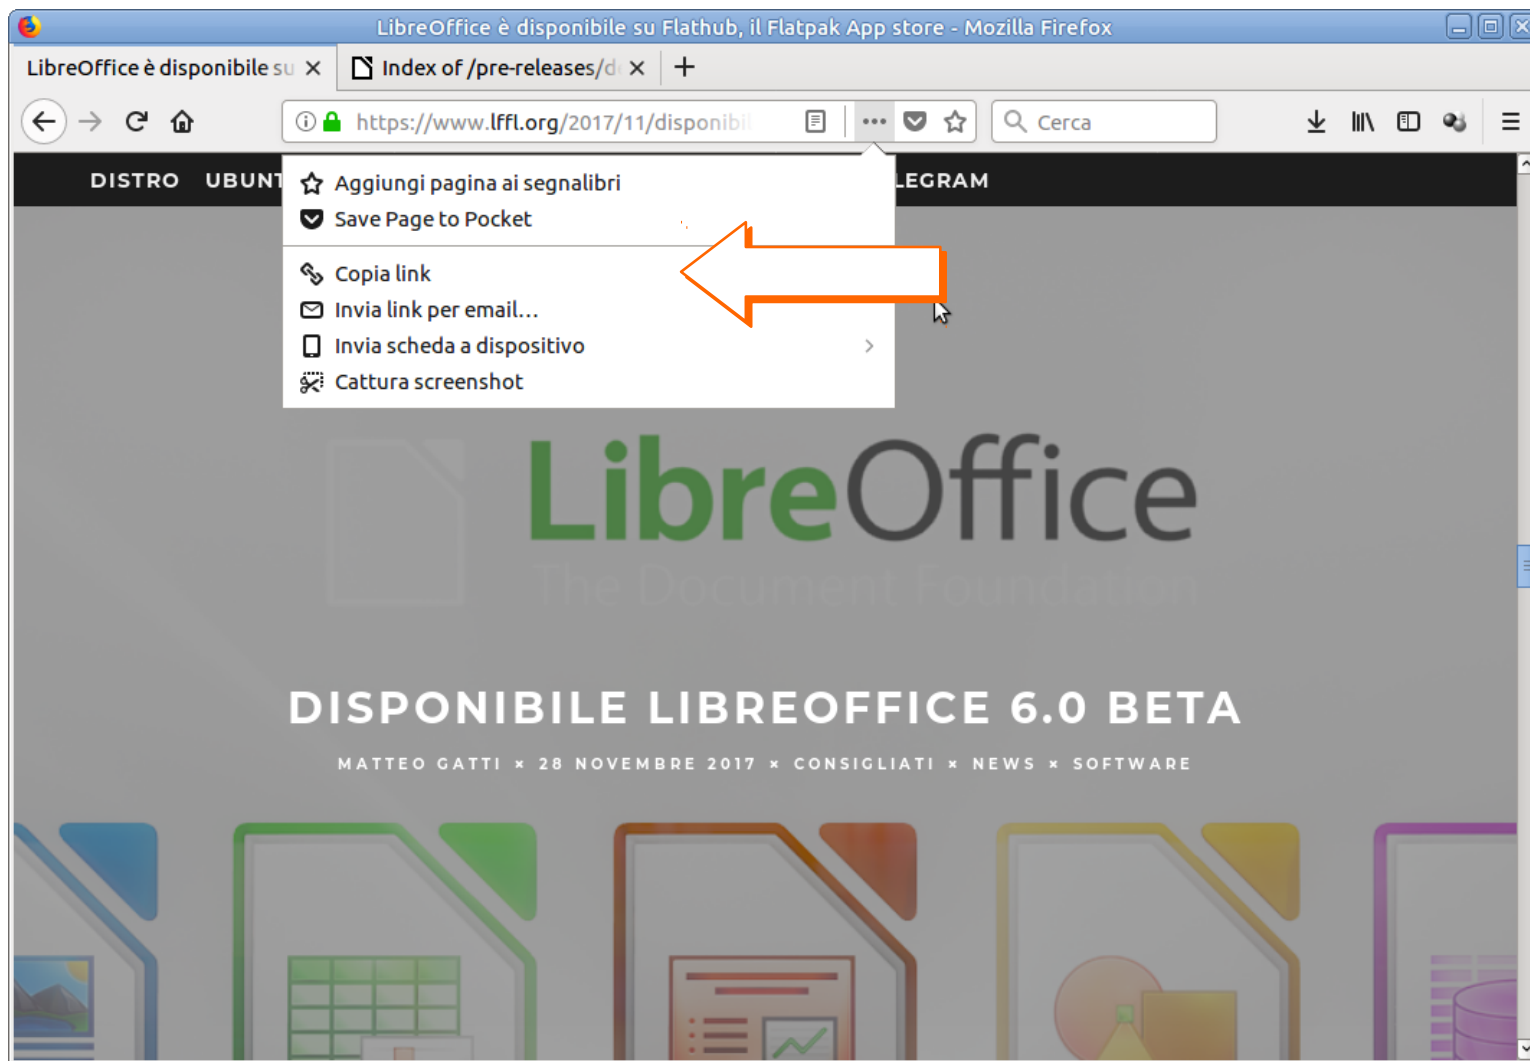 LibreOffice è disponibile su Flathub, il Flatpak App store - Mozilla Firefox
LibreOffice è disponibile su
Index of /pre-releases/d
https://www.lffl.org/2017/11/disponibil
Cerca
DISTRO UBUNT LEGRAM
Aggiungi pagina ai segnalibri
Save Page to Pocket
Copia link
Invia link per email...
Invia scheda a dispositivo
Cattura screenshot
LibreOffice
The Document Foundation
DISPONIBILE LIBREOFFICE 6.0 BETA
MATTEO GATTI × 28 NOVEMBRE 2017 × CONSIGLIATI × NEWS × SOFTWARE